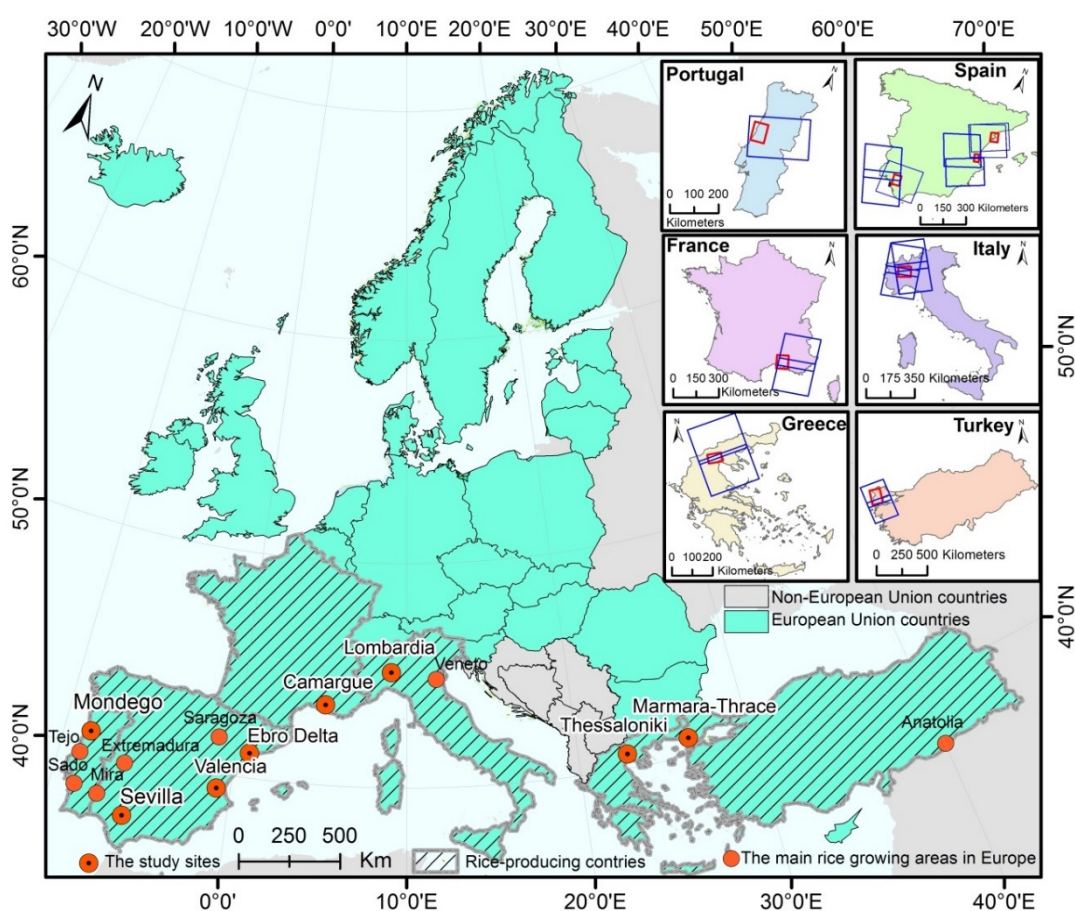 30°0'W 20°0'W 10°0'W 0°0' 10°0'E 20°0'E 30°0'E 40°0'E 50°0'E 60°0'E 70°0'E
N
60°0'N
50°0'N
40°0'N
50°0'N
40°0'N
Portugal
N
0 100 200
Kilometers
Spain
N
0 150 300
Kilometers
France
N
0 150 300
Kilometers
Italy
N
0 175 350 Kilometers
Greece
N
0 100 200
Kilometers
Turkey
N
0 250 500
Kilometers
Non-European Union countries
European Union countries
Lombardia
Veneto
Camargue
Mondego
Saragoza
Marmara-Thrace
Thessaloniki
Anatolia
Tejo
Extremadura
Ebro Delta
Sado
Mira
Valencia
Sevilla
0 250 500
Km
The study sites
Rice-producing contries
The main rice growing areas in Europe
0°0' 10°0'E 20°0'E 30°0'E 40°0'E